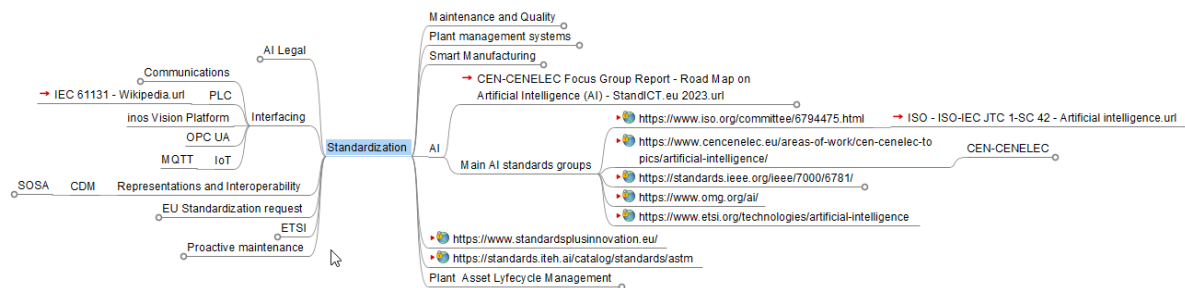 Maintenance and Quality
Plant management systems
Smart Manufacturing
AI Legal
CEN-CENELEC Focus Group Report - Road Map on
Artificial Intelligence (AI) - StandICT.eu 2023.url
Communications
IEC 61131 - Wikipedia.url
PLC
Interfacing
inos Vision Platform
OPC UA
MQTT
IoT
Standardization
AI
Main AI standards groups
https://www.iso.org/committee/6794475.html
ISO - ISO-IEC JTC 1-SC 42 - Artificial intelligence.url
https://www.cencenelec.eu/areas-of-work/cen-cenelec-to
pics/artificial-intelligence/
CEN-CENELEC
https://standards.ieee.org/ieee/7000/6781/
https://www.omg.org/ai/
https://www.etsi.org/technologies/artificial-intelligence
SOSA
CDM
Representations and Interoperability
EU Standardization request
ETSI
Proactive maintenance
https://www.standardsplusinnovation.eu/
https://standards.iteh.ai/catalog/standards/astm
Plant Asset Lyfecycle Management